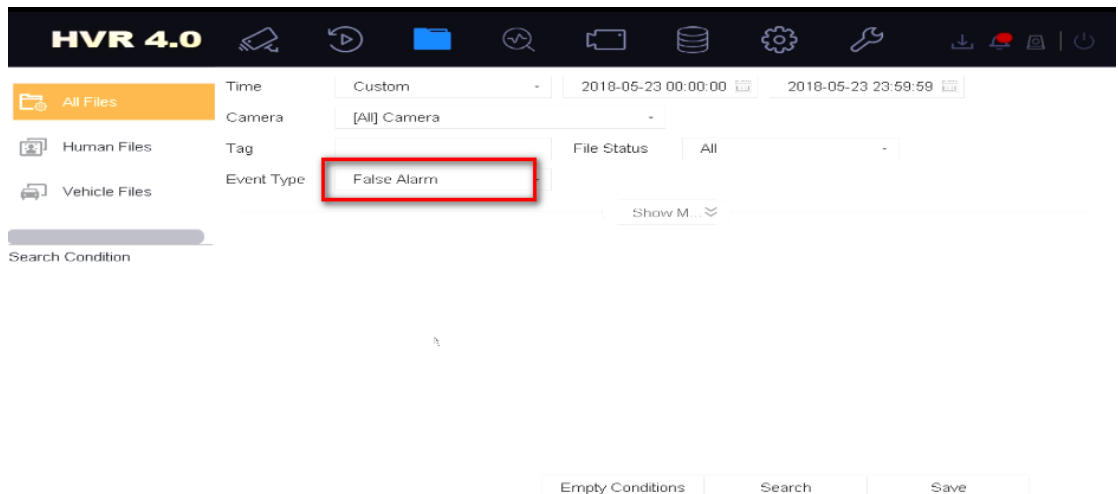 HVR 4.0
All Files
Human Files
Vehicle Files
Search Condition
Time Custom 2018-05-23 00:00:00 2018-05-23 23:59:59
Camera [All] Camera
Tag File Status All
Event Type False Alarm
Show M...
Empty Conditions Search Save